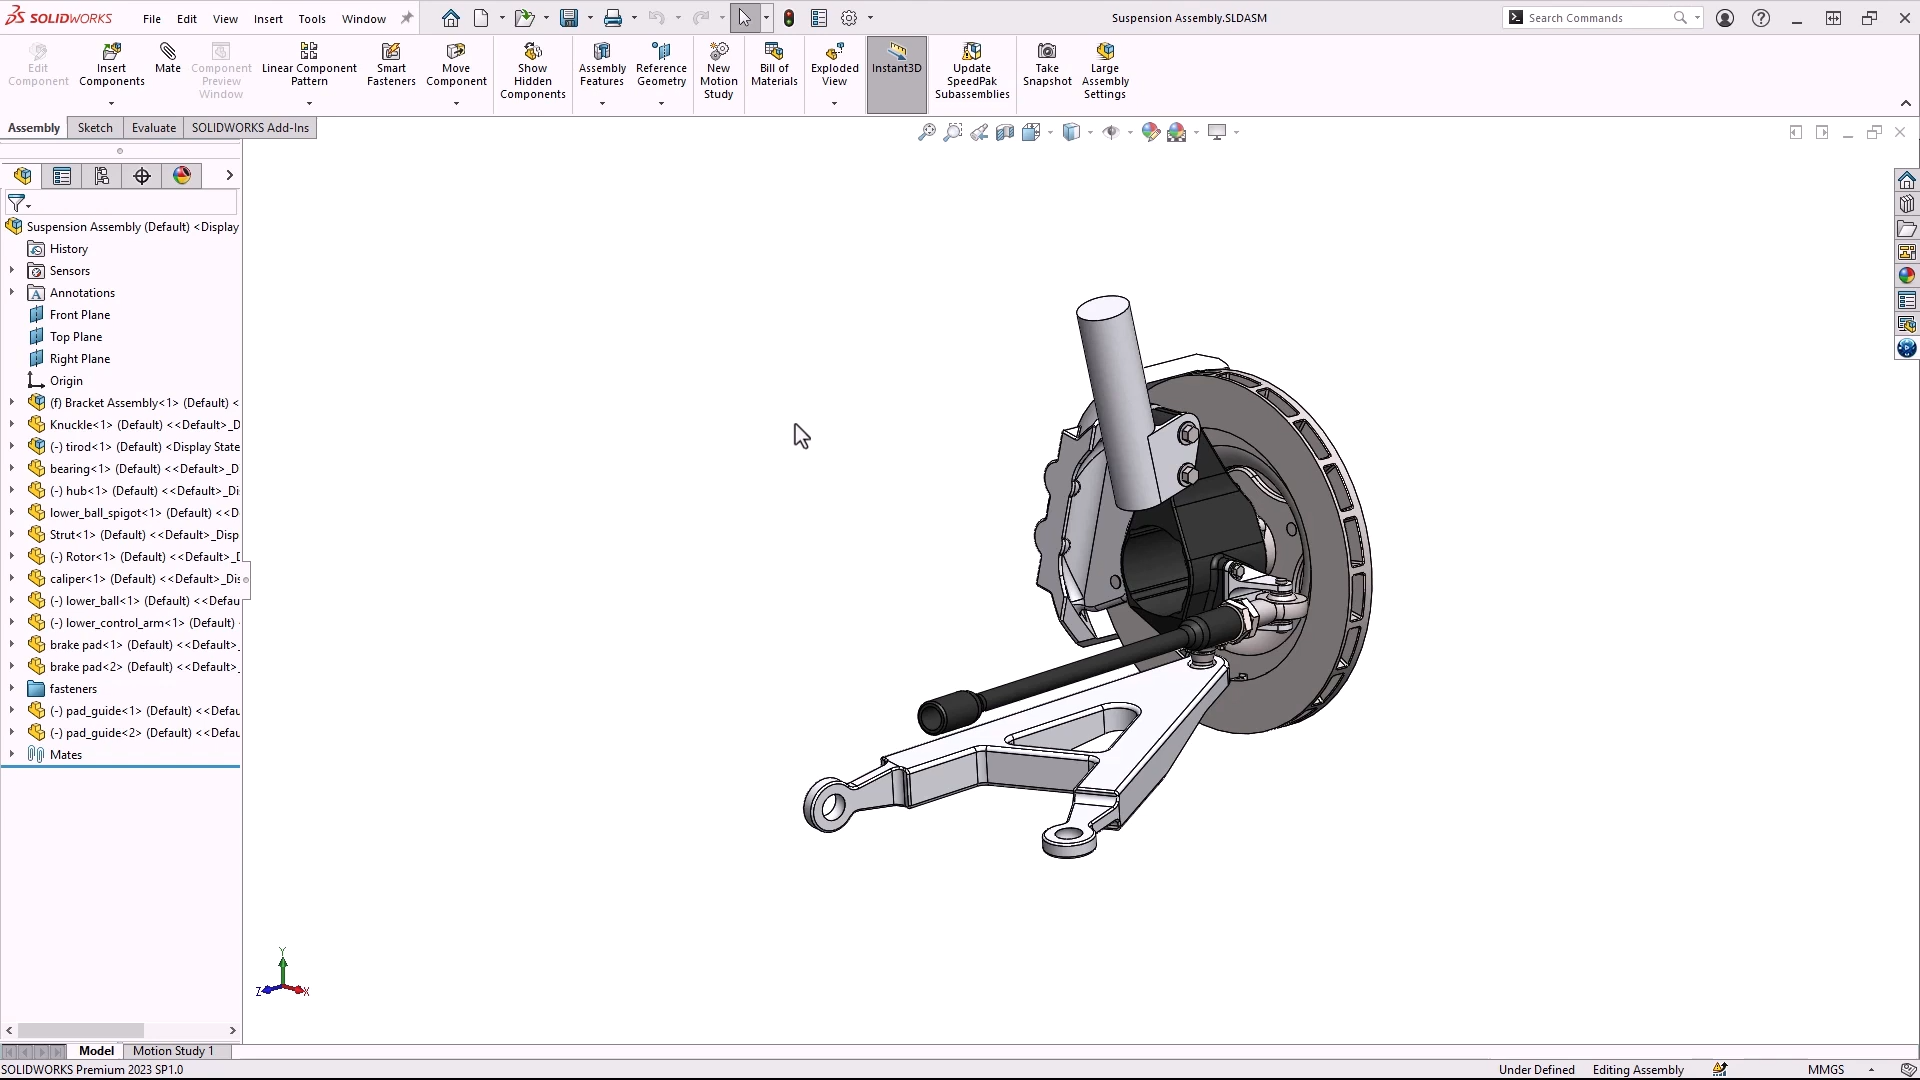 SOLIDWORKS
File Edit View Insert Tools Window
Suspension Assembly.SLDASM
Search Commands
Edit
Component
Insert
Components
Mate
Component
Preview
Window
Linear Component
Pattern
Smart
Fasteners
Move
Component
Show
Hidden
Components
Assembly
Features
Reference
Geometry
New
Motion
Study
Bill of
Materials
Exploded
View
Instant3D
Update
SpeedPak
Subassemblies
Take
Snapshot
Large
Assembly
Settings
Assembly Sketch Evaluate SOLIDWORKS Add-Ins
Suspension Assembly (Default) <Display
History
Sensors
Annotations
Front Plane
Top Plane
Right Plane
Origin
(f) Bracket Assembly<1> (Default) <
Knuckle<1> (Default) <<Default>_D
(-) tirod<1> (Default) <Display State
bearing<1> (Default) <<Default>_D
(-) hub<1> (Default) <<Default>_Di
lower_ball_spigot<1> (Default) <<D
Strut<1> (Default) <<Default>_Disp
(-) Rotor<1> (Default) <<Default>_D
caliper<1> (Default) <<Default>_Dis
(-) lower_ball<1> (Default) <<Defau
(-) lower_control_arm<1> (Default)
brake pad<1> (Default) <<Default>_
brake pad<2> (Default) <<Default>_
fasteners
(-) pad_guide<1> (Default) <<Defau
(-) pad_guide<2> (Default) <<Defau
Mates
Y
Z X
Model Motion Study 1
SOLIDWORKS Premium 2023 SP1.0
Under Defined Editing Assembly MMGS